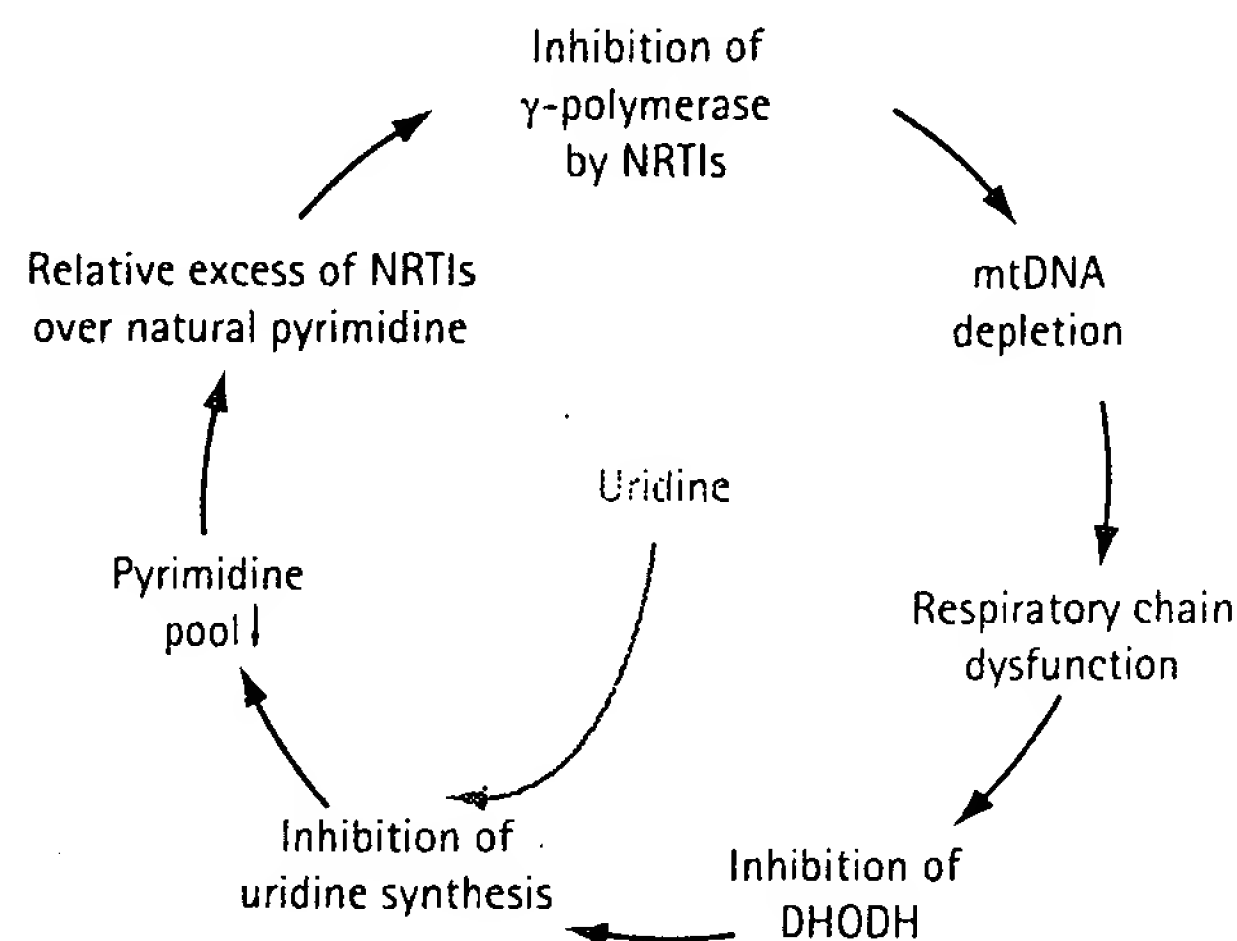 Inhibition of
γ-polymerase
by NRTIs
mtDNA
depletion
Respiratory chain
dysfunction
Inhibition of
DHODH
Inhibition of
uridine synthesis
Pyrimidine
pool↓
Relative excess of NRTIs
over natural pyrimidine
Uridine